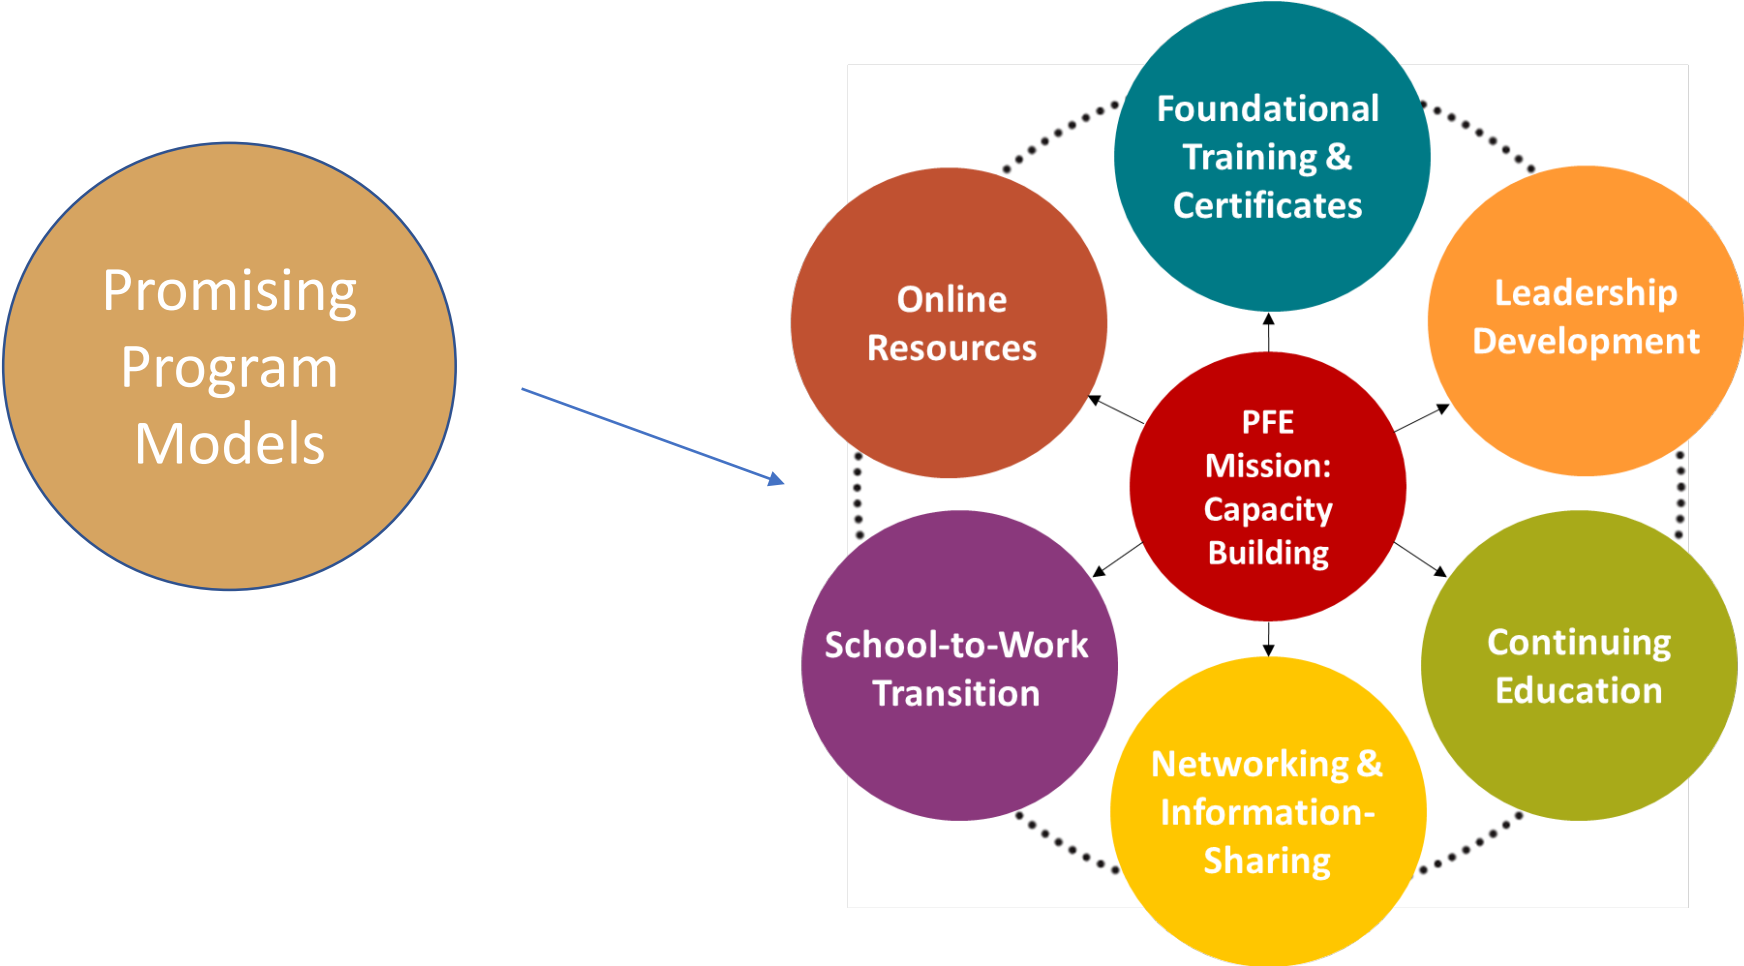 Promising
Program
Models
Foundational
Training &
Certificates
Online
Resources
Leadership
Development
PFE
Mission:
Capacity
Building
School-to-Work
Transition
Continuing
Education
Networking &
Information-
Sharing